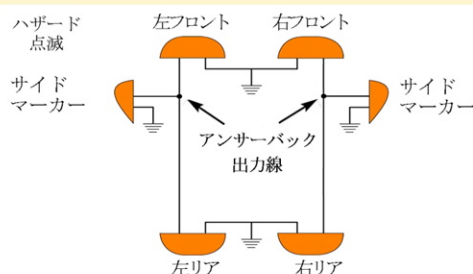 ハザード
点滅
左フロント
右フロント
サイド
マーカー
サイド
マーカー
アンサーバック
出力線
左リア
右リア